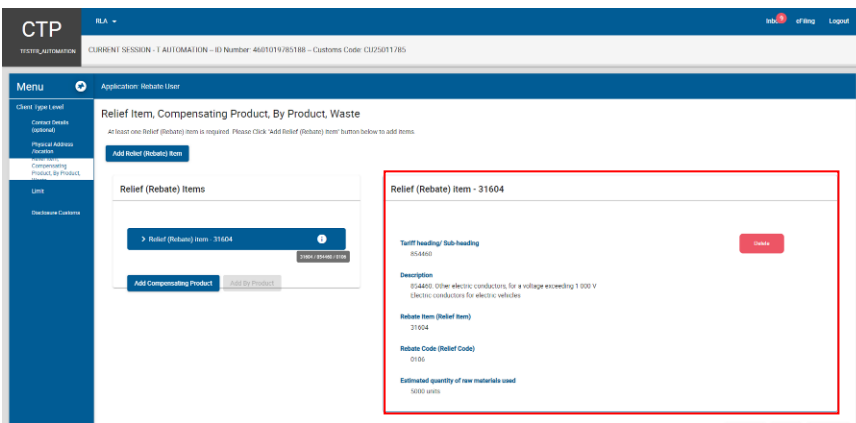 CTP
TESTER_AUTOMATION
RLA
Inbox 9 eFiling Logout
CURRENT SESSION - T AUTOMATION – ID Number: 4601019785188 – Customs Code: CU25011785
Menu
Application: Rebate User
Client Type Level
Contact Details
(optional)
Physical Address
/location
Relief Item,
Compensating
Product, By Product,
Waste
Limit
Disclosure Customs
Relief Item, Compensating Product, By Product, Waste
At least one Relief (Rebate) item is required. Please Click 'Add Relief (Rebate) Item' button below to add items.
Add Relief (Rebate) Item
Relief (Rebate) Items
Relief (Rebate) item - 31604
31604 / 854460 / 0106
Add Compensating Product
Add By Product
Relief (Rebate) item - 31604
Tariff heading/ Sub-heading
854460
Delete
Description
854460: Other electric conductors, for a voltage exceeding 1 000 V
Electric conductors for electric vehicles
Rebate Item (Relief Item)
31604
Rebate Code (Relief Code)
0106
Estimated quantity of raw materials used
5000 units